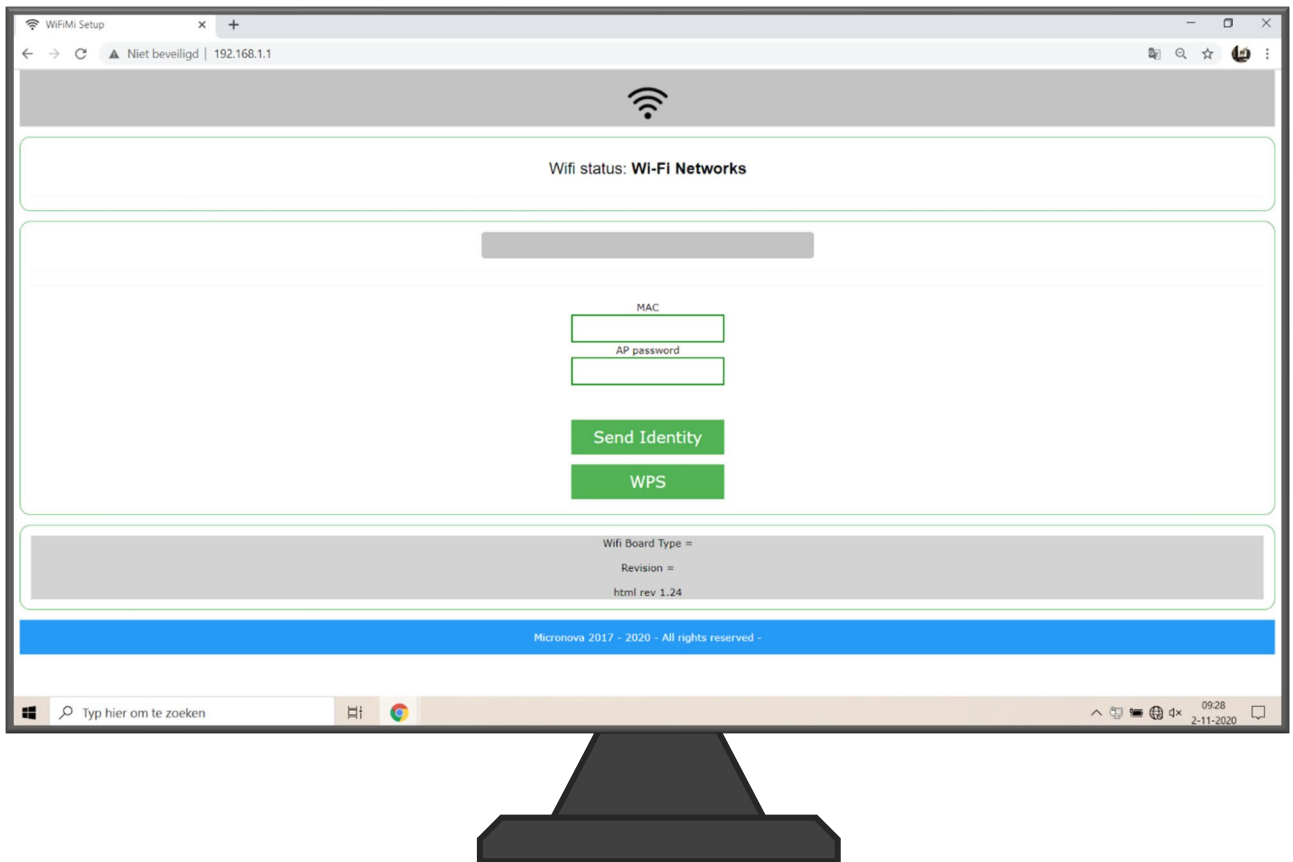 WiFiMi Setup
Niet beveiligd | 192.168.1.1
Wifi status: Wi-Fi Networks
MAC
AP password
Send Identity
WPS
Wifi Board Type =
Revision =
html rev 1.24
Micronova 2017 - 2020 - All rights reserved -
Typ hier om te zoeken
09:28
2-11-2020